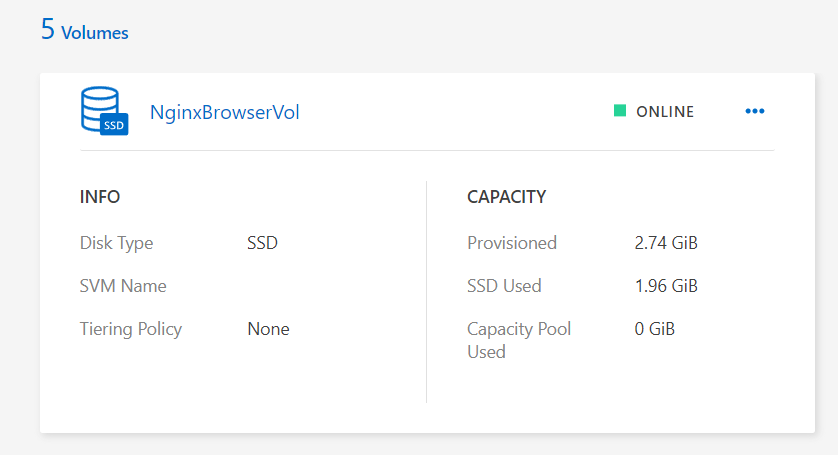 5 Volumes
SSD
NginxBrowserVol
ONLINE
INFO
Disk Type SSD
SVM Name
Tiering Policy None
CAPACITY
Provisioned 2.74 GiB
SSD Used 1.96 GiB
Capacity Pool 0 GiB
Used